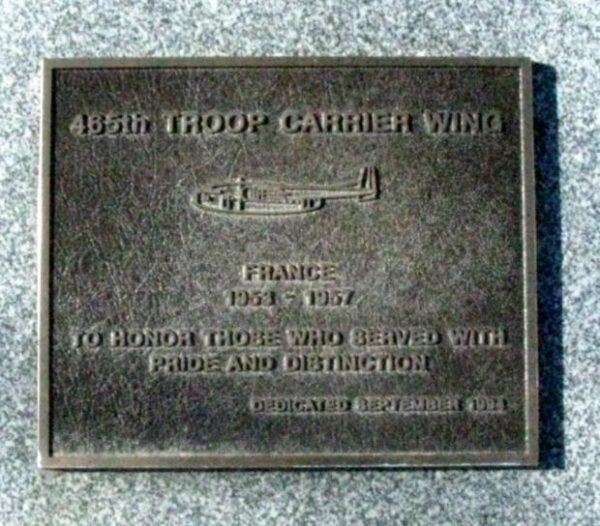 465th TROOP CARRIER WING
FRANCE
1953 - 1957
TO HONOR THOSE WHO SERVED WITH
PRIDE AND DISTINCTION
DEDICATED SEPTEMBER